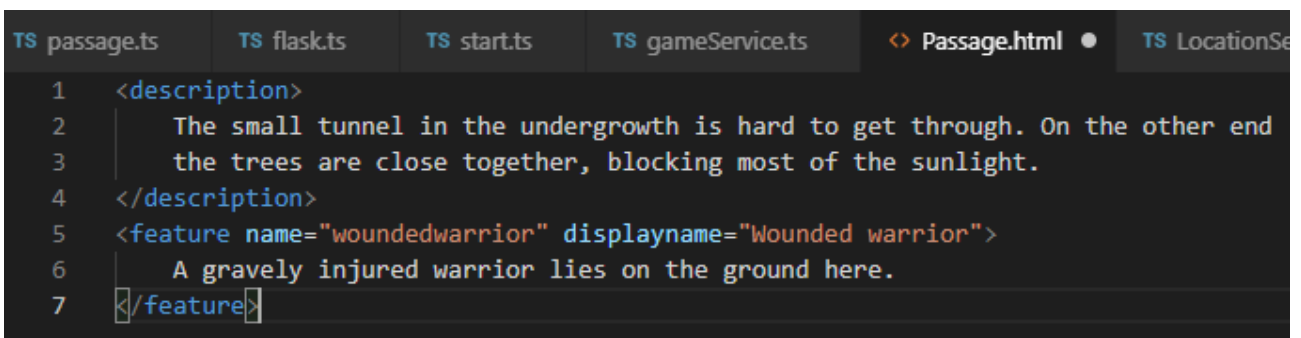 TS passage.ts TS flask.ts TS start.ts TS gameService.ts <> Passage.html ● TS LocationSe
1 <description>
2 The small tunnel in the undergrowth is hard to get through. On the other end
3 the trees are close together, blocking most of the sunlight.
4 </description>
5 <feature name="woundedwarrior" displayname="Wounded warrior">
6 A gravely injured warrior lies on the ground here.
7 </feature>